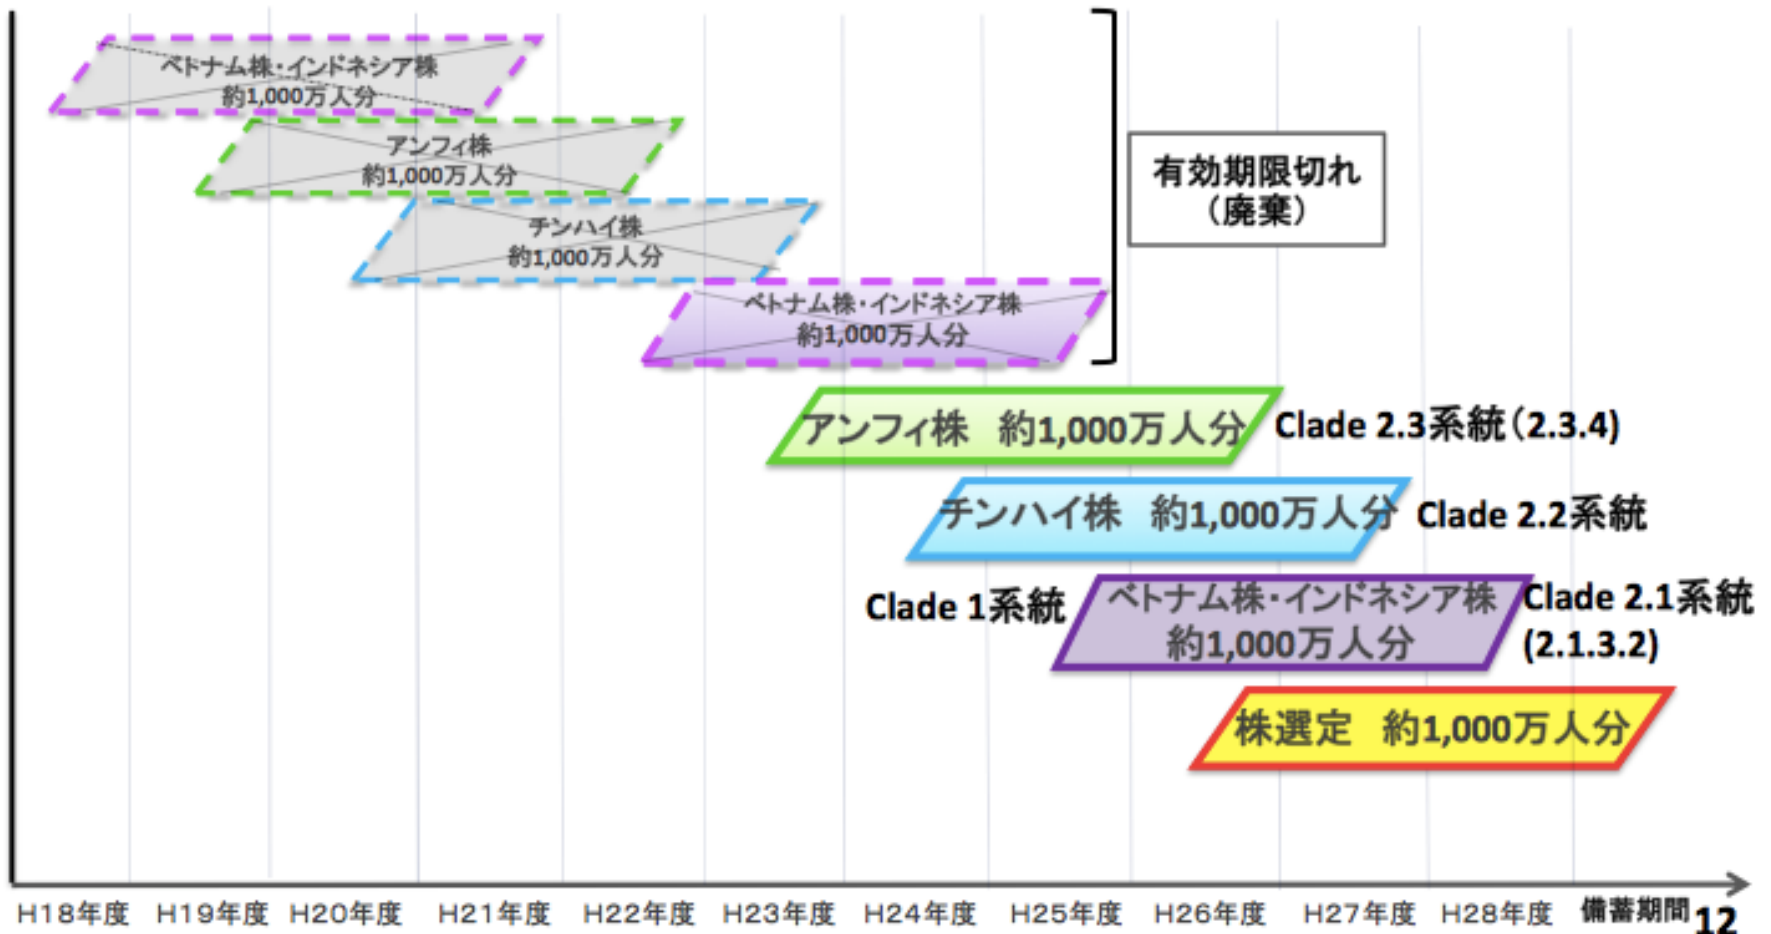 ベトナム株・インドネシア株
約1,000万人分
アンフィ株
約1,000万人分
チンハイ株
約1,000万人分
ベトナム株・インドネシア株
約1,000万人分
有効期限切れ
（廃棄）
アンフィ株　約1,000万人分
Clade 2.3系統（2.3.4)
チンハイ株　約1,000万人分
Clade 2.2系統
Clade 1系統
ベトナム株・インドネシア株
約1,000万人分
Clade 2.1系統
(2.1.3.2)
株選定　約1,000万人分
H18年度 H19年度 H20年度 H21年度 H22年度 H23年度 H24年度 H25年度 H26年度 H27年度 H28年度 備蓄期間
12